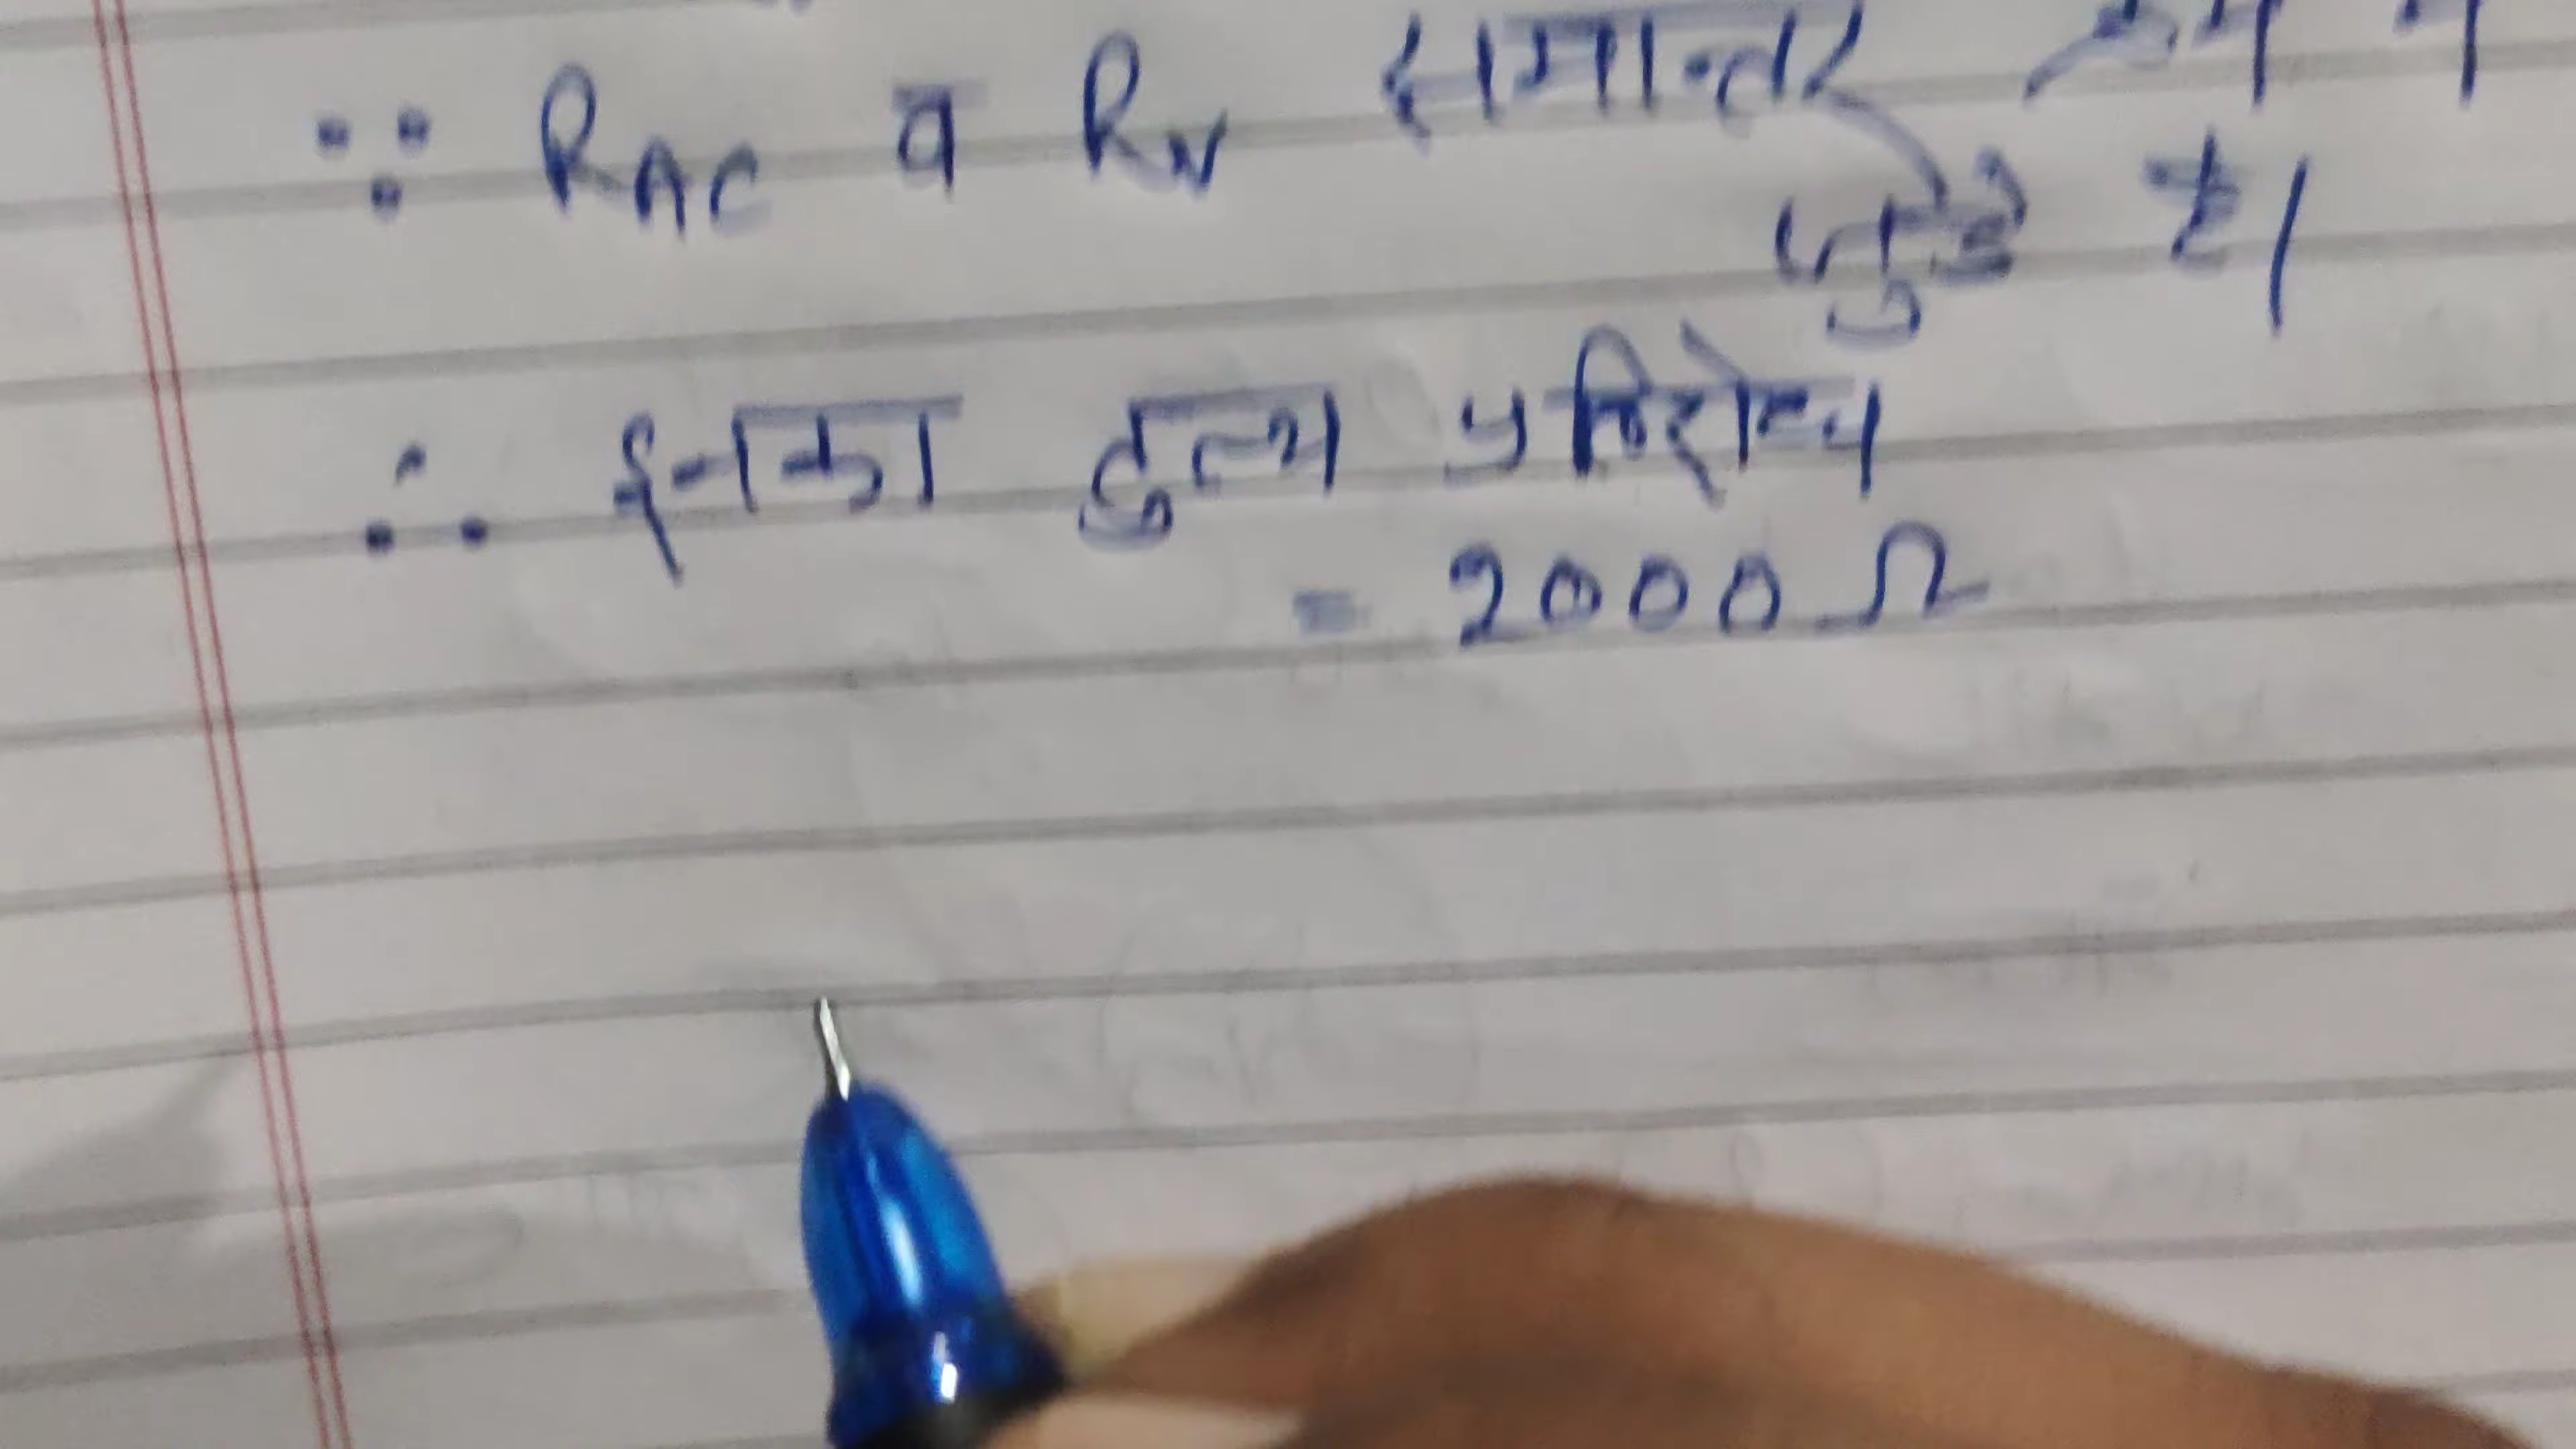 ∵ R_AC व R_V समान्तर क्रम में
जुड़े है।
∴ इनका तुल्य प्रतिरोध
= 2000 Ω